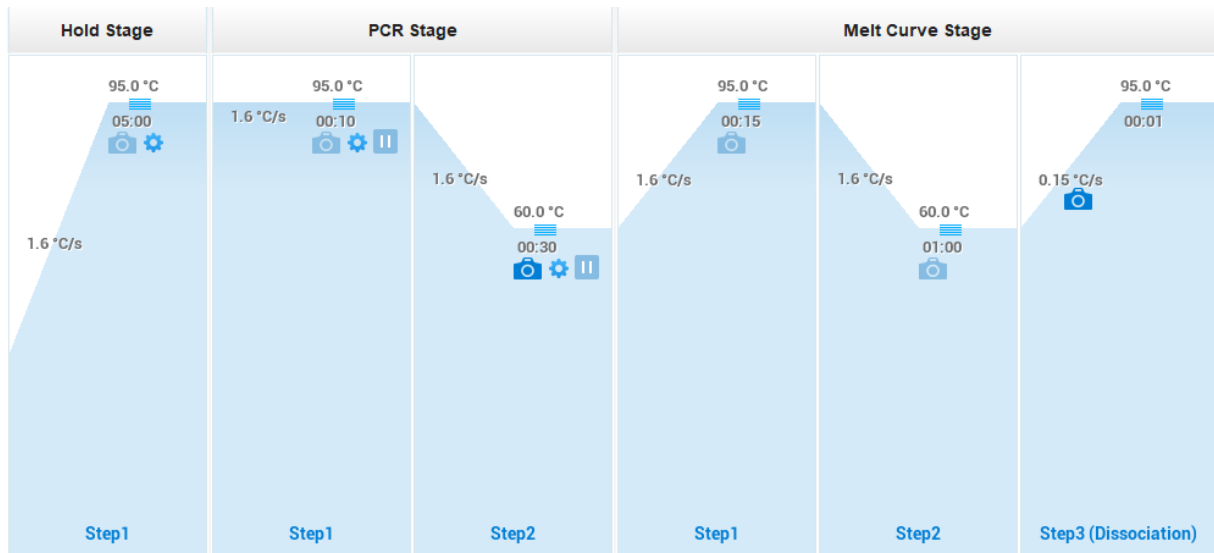 Hold Stage
PCR Stage
Melt Curve Stage
95.0 °C
05:00
1.6 °C/s
Step1
95.0 °C
1.6 °C/s
00:10
Step1
1.6 °C/s
60.0 °C
00:30
Step2
95.0 °C
00:15
1.6 °C/s
Step1
1.6 °C/s
60.0 °C
01:00
Step2
95.0 °C
00:01
0.15 °C/s
Step3 (Dissociation)